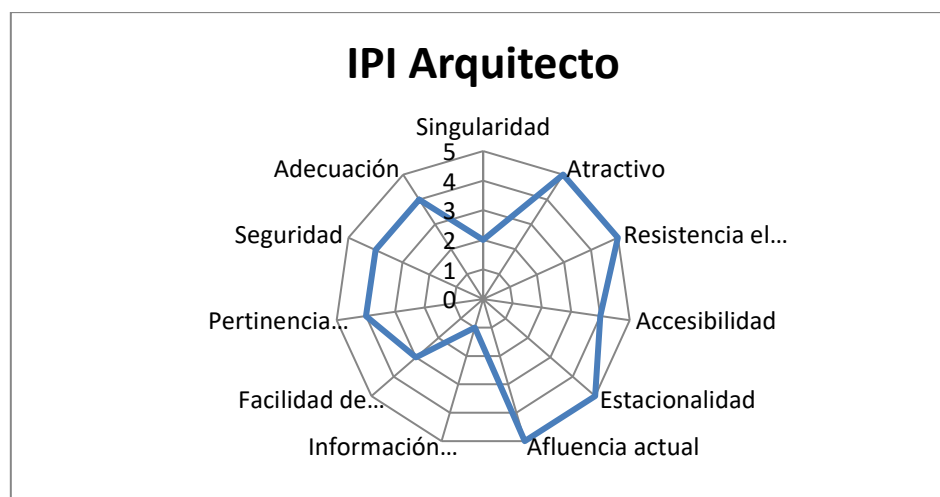 IPI Arquitecto
Singularidad
Atractivo
Resistencia el...
Accesibilidad
Estacionalidad
Afluencia actual
Información...
Facilidad de...
Pertinencia...
Seguridad
Adecuación
5
4
3
2
1
0